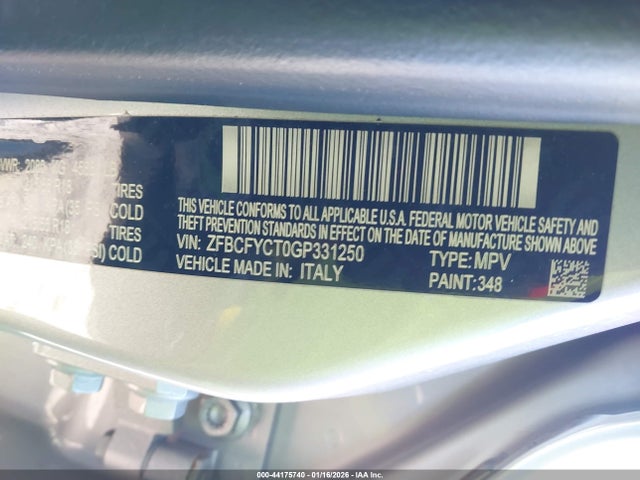 TIRES
COLD
TIRES
COLD
THIS VEHICLE CONFORMS TO ALL APPLICABLE U.S.A. FEDERAL MOTOR VEHICLE SAFETY AND
THEFT PREVENTION STANDARDS IN EFFECT ON THE DATE OF MANUFACTURE SHOWN ABOVE.
VIN: ZFBCFYCT0GP331250 TYPE: MPV
VEHICLE MADE IN: ITALY PAINT: 348
000-44175740 - 01/16/2026 - IAA Inc.